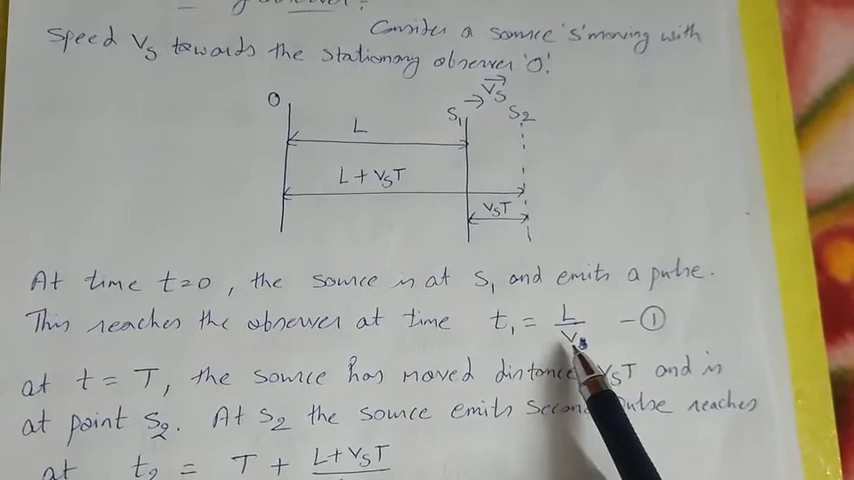 Consider a source 's' moving with
speed Vs towards the stationary observer 'O'.
O
S1 → Vs
S2
L
L + VsT
VsT
At time t=0, the source is at S1 and emits a pulse.
This reaches the observer at time t1 = L/V - ①
at t = T, the source has moved distance VsT and is
at point S2. At S2 the source emits second pulse reaches
at t2 = T + (L+VsT)/